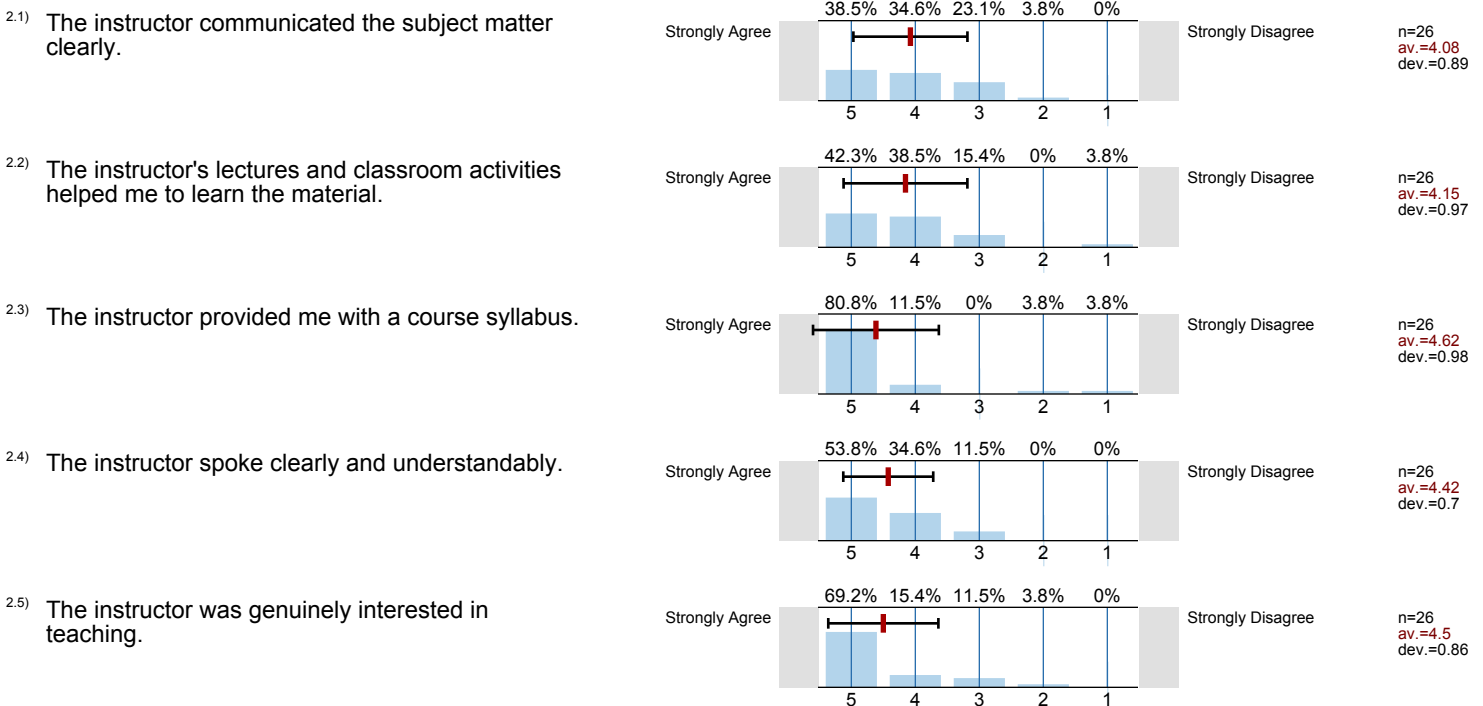 38.5% 34.6% 23.1% 3.8% 0%
2.1) The instructor communicated the subject matter
clearly.
Strongly Agree
Strongly Disagree
n=26
av.=4.08
dev.=0.89
5 4 3 2 1
42.3% 38.5% 15.4% 0% 3.8%
2.2) The instructor's lectures and classroom activities
helped me to learn the material.
Strongly Agree
Strongly Disagree
n=26
av.=4.15
dev.=0.97
5 4 3 2 1
80.8% 11.5% 0% 3.8% 3.8%
2.3) The instructor provided me with a course syllabus.
Strongly Agree
Strongly Disagree
n=26
av.=4.62
dev.=0.98
5 4 3 2 1
53.8% 34.6% 11.5% 0% 0%
2.4) The instructor spoke clearly and understandably.
Strongly Agree
Strongly Disagree
n=26
av.=4.42
dev.=0.7
5 4 3 2 1
69.2% 15.4% 11.5% 3.8% 0%
2.5) The instructor was genuinely interested in
teaching.
Strongly Agree
Strongly Disagree
n=26
av.=4.5
dev.=0.86
5 4 3 2 1